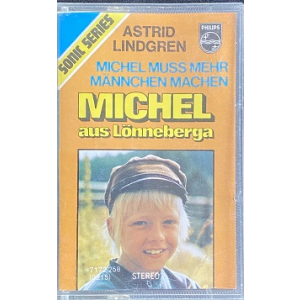 SONIC SERIES
ASTRID
LINDGREN
PHILIPS
MICHEL MUSS MEHR
MÄNNCHEN MACHEN
MICHEL
aus Lönneberga
STEREO